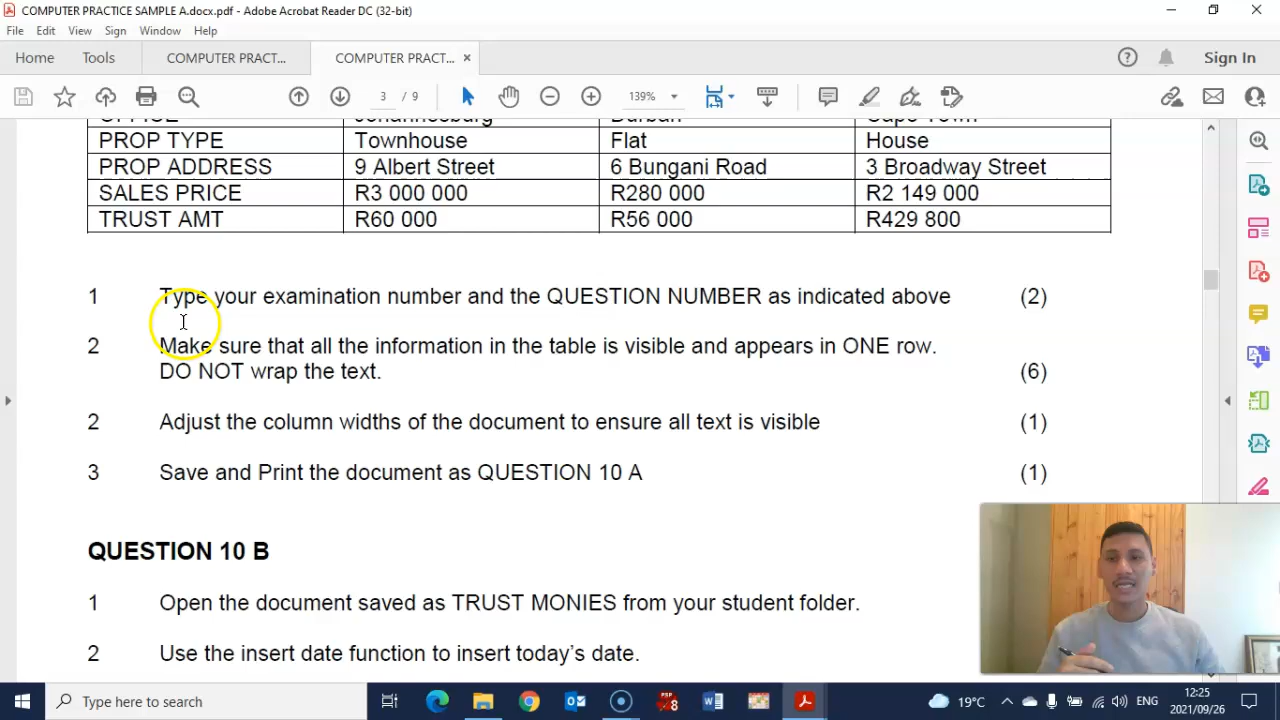 COMPUTER PRACTICE SAMPLE A.docx.pdf - Adobe Acrobat Reader DC (32-bit)
File Edit View Sign Window Help
Home Tools COMPUTER PRACT... COMPUTER PRACT... × Sign In
3 / 9 139%
OFFICE Johannesburg Durban Cape Town
PROP TYPE Townhouse Flat House
PROP ADDRESS 9 Albert Street 6 Bungani Road 3 Broadway Street
SALES PRICE R3 000 000 R280 000 R2 149 000
TRUST AMT R60 000 R56 000 R429 800
1 Type your examination number and the QUESTION NUMBER as indicated above (2)
2 Make sure that all the information in the table is visible and appears in ONE row.
DO NOT wrap the text. (6)
2 Adjust the column widths of the document to ensure all text is visible (1)
3 Save and Print the document as QUESTION 10 A (1)
QUESTION 10 B
1 Open the document saved as TRUST MONIES from your student folder.
2 Use the insert date function to insert today's date.
Type here to search 19°C ENG 12:25
2021/09/26